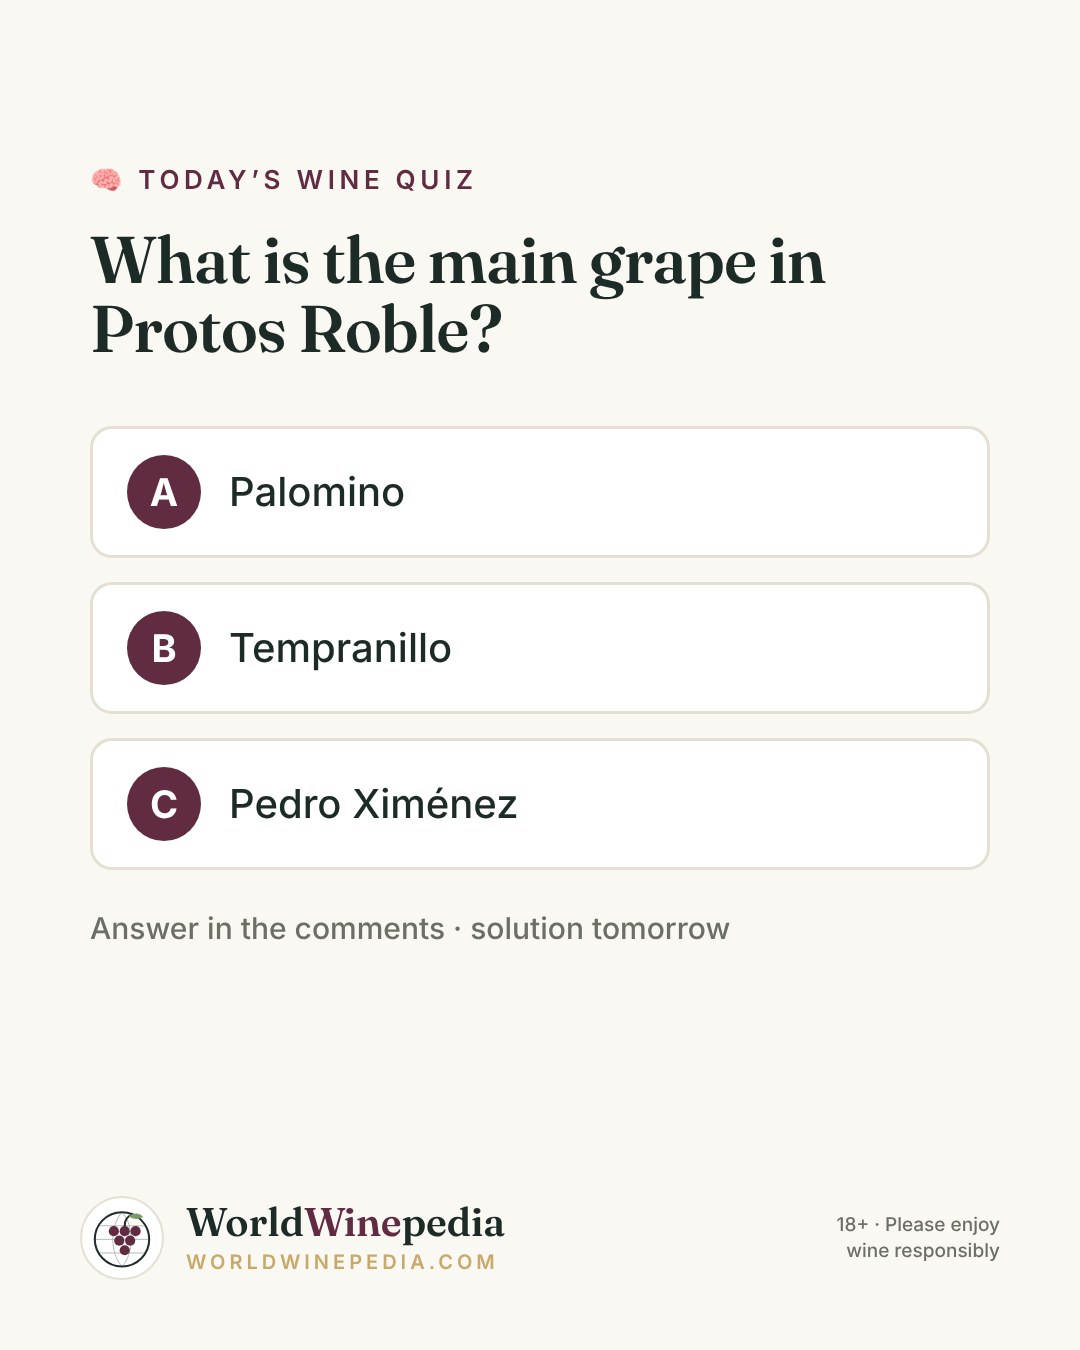 🧠 TODAY’S WINE QUIZ
What is the main grape in
Protos Roble?
A Palomino
B Tempranillo
C Pedro Ximénez
Answer in the comments · solution tomorrow
WorldWinepedia
WORLDWINEPEDIA.COM
18+ · Please enjoy
wine responsibly